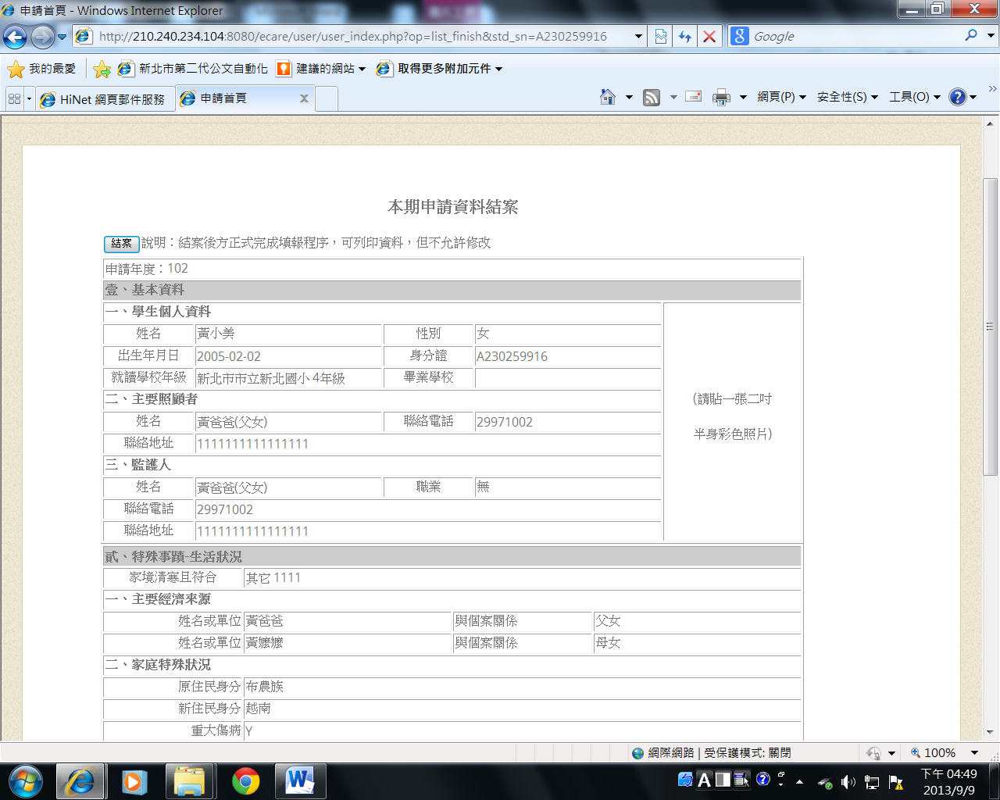 申請首頁 - Windows Internet Explorer
http://210.240.234.104:8080/ecare/user/user_index.php?op=list_finish&std_sn=A230259916
Google
我的最愛 新北市第二代公文自動化 建議的網站 取得更多附加元件
HiNet 網頁郵件服務 申請首頁 網頁(P) 安全性(S) 工具(O)
本期申請資料結案
結案 說明：結案後方正式完成填報程序，可列印資料，但不允許修改
申請年度：102
壹、基本資料
一、學生個人資料
姓名 黃小美 性別 女
出生年月日 2005-02-02 身分證 A230259916
就讀學校年級 新北市市立新北國小 4年級 畢業學校
二、主要照顧者
姓名 黃爸爸(父女) 聯絡電話 29971002
聯絡地址 1111111111111111
三、監護人
姓名 黃爸爸(父女) 職業 無
聯絡電話 29971002
聯絡地址 1111111111111111
(請貼一張二吋
半身彩色照片)
貳、特殊事蹟-生活狀況
家境清寒且符合 其它 1111
一、主要經濟來源
姓名或單位 黃爸爸 與個案關係 父女
姓名或單位 黃嬤嬤 與個案關係 母女
二、家庭特殊狀況
原住民身分 布農族
新住民身分 越南
重大傷病 Y
網際網路 | 受保護模式: 關閉 100%
下午 04:49
2013/9/9